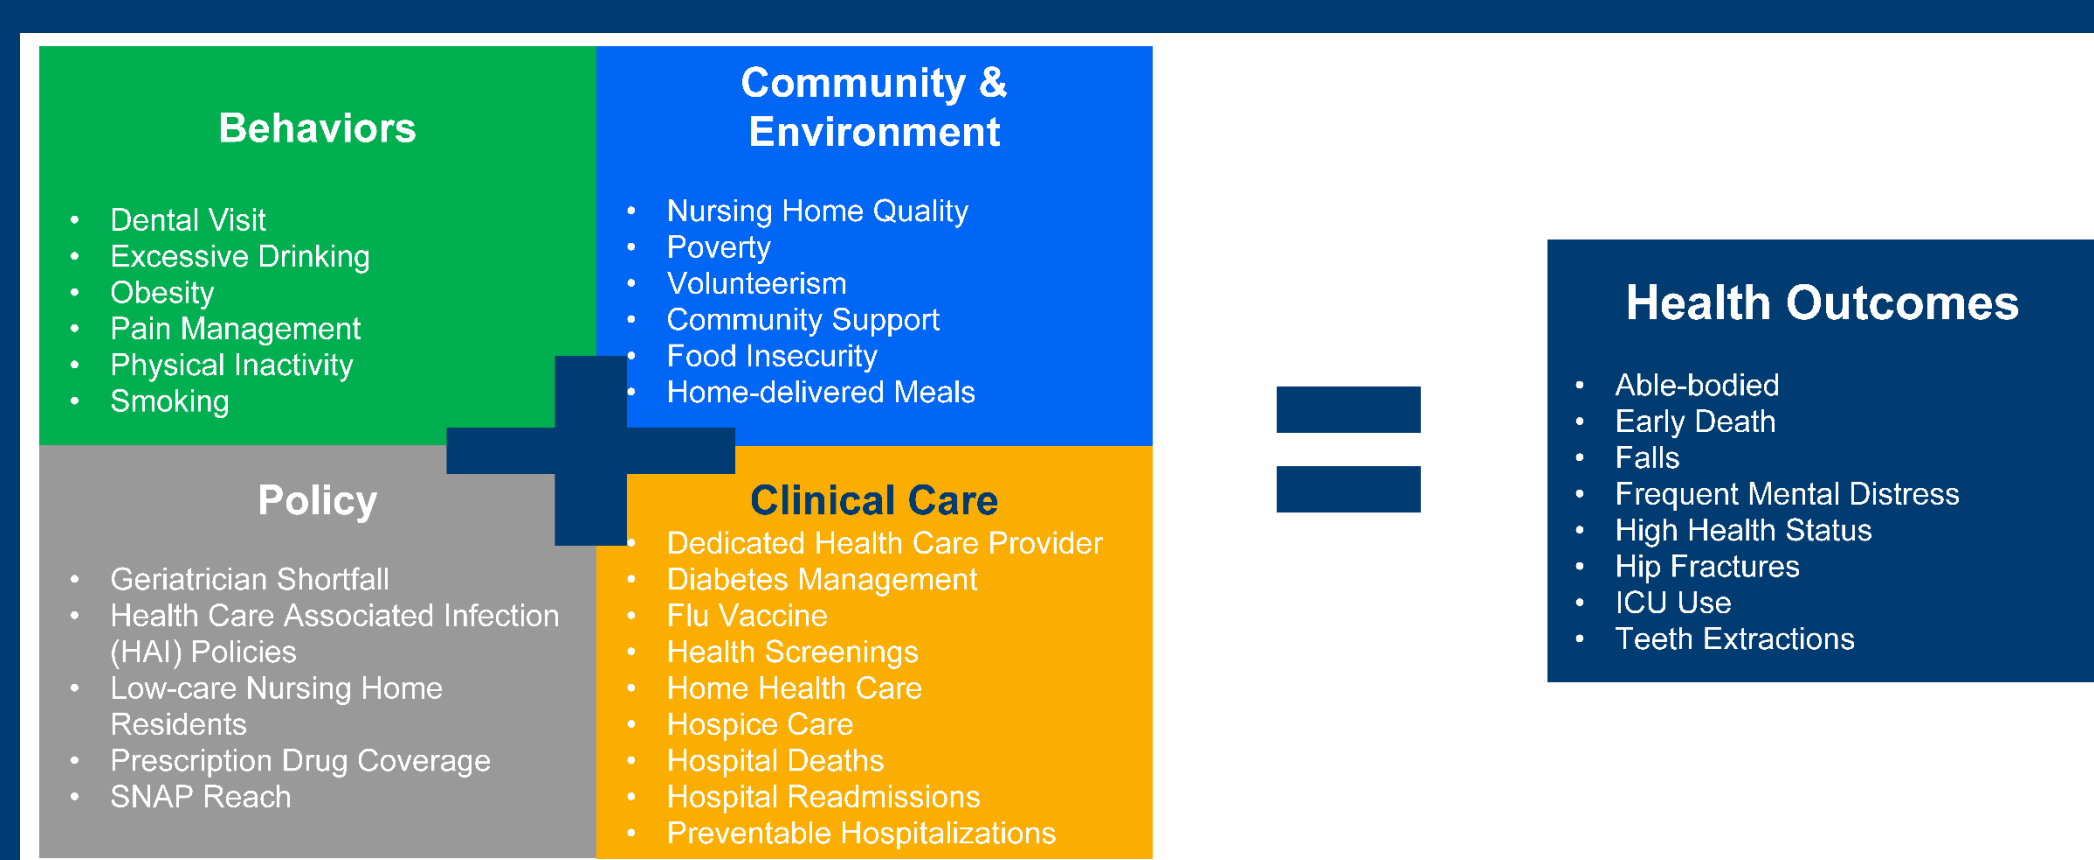 Behaviors
• Dental Visit
• Excessive Drinking
• Obesity
• Pain Management
• Physical Inactivity
• Smoking
Community &
Environment
• Nursing Home Quality
• Poverty
• Volunteerism
• Community Support
• Food Insecurity
• Home-delivered Meals
Policy
• Geriatrician Shortfall
• Health Care Associated Infection
(HAI) Policies
• Low-care Nursing Home
Residents
• Prescription Drug Coverage
• SNAP Reach
Clinical Care
• Dedicated Health Care Provider
• Diabetes Management
• Flu Vaccine
• Health Screenings
• Home Health Care
• Hospice Care
• Hospital Deaths
• Hospital Readmissions
• Preventable Hospitalizations
Health Outcomes
• Able-bodied
• Early Death
• Falls
• Frequent Mental Distress
• High Health Status
• Hip Fractures
• ICU Use
• Teeth Extractions